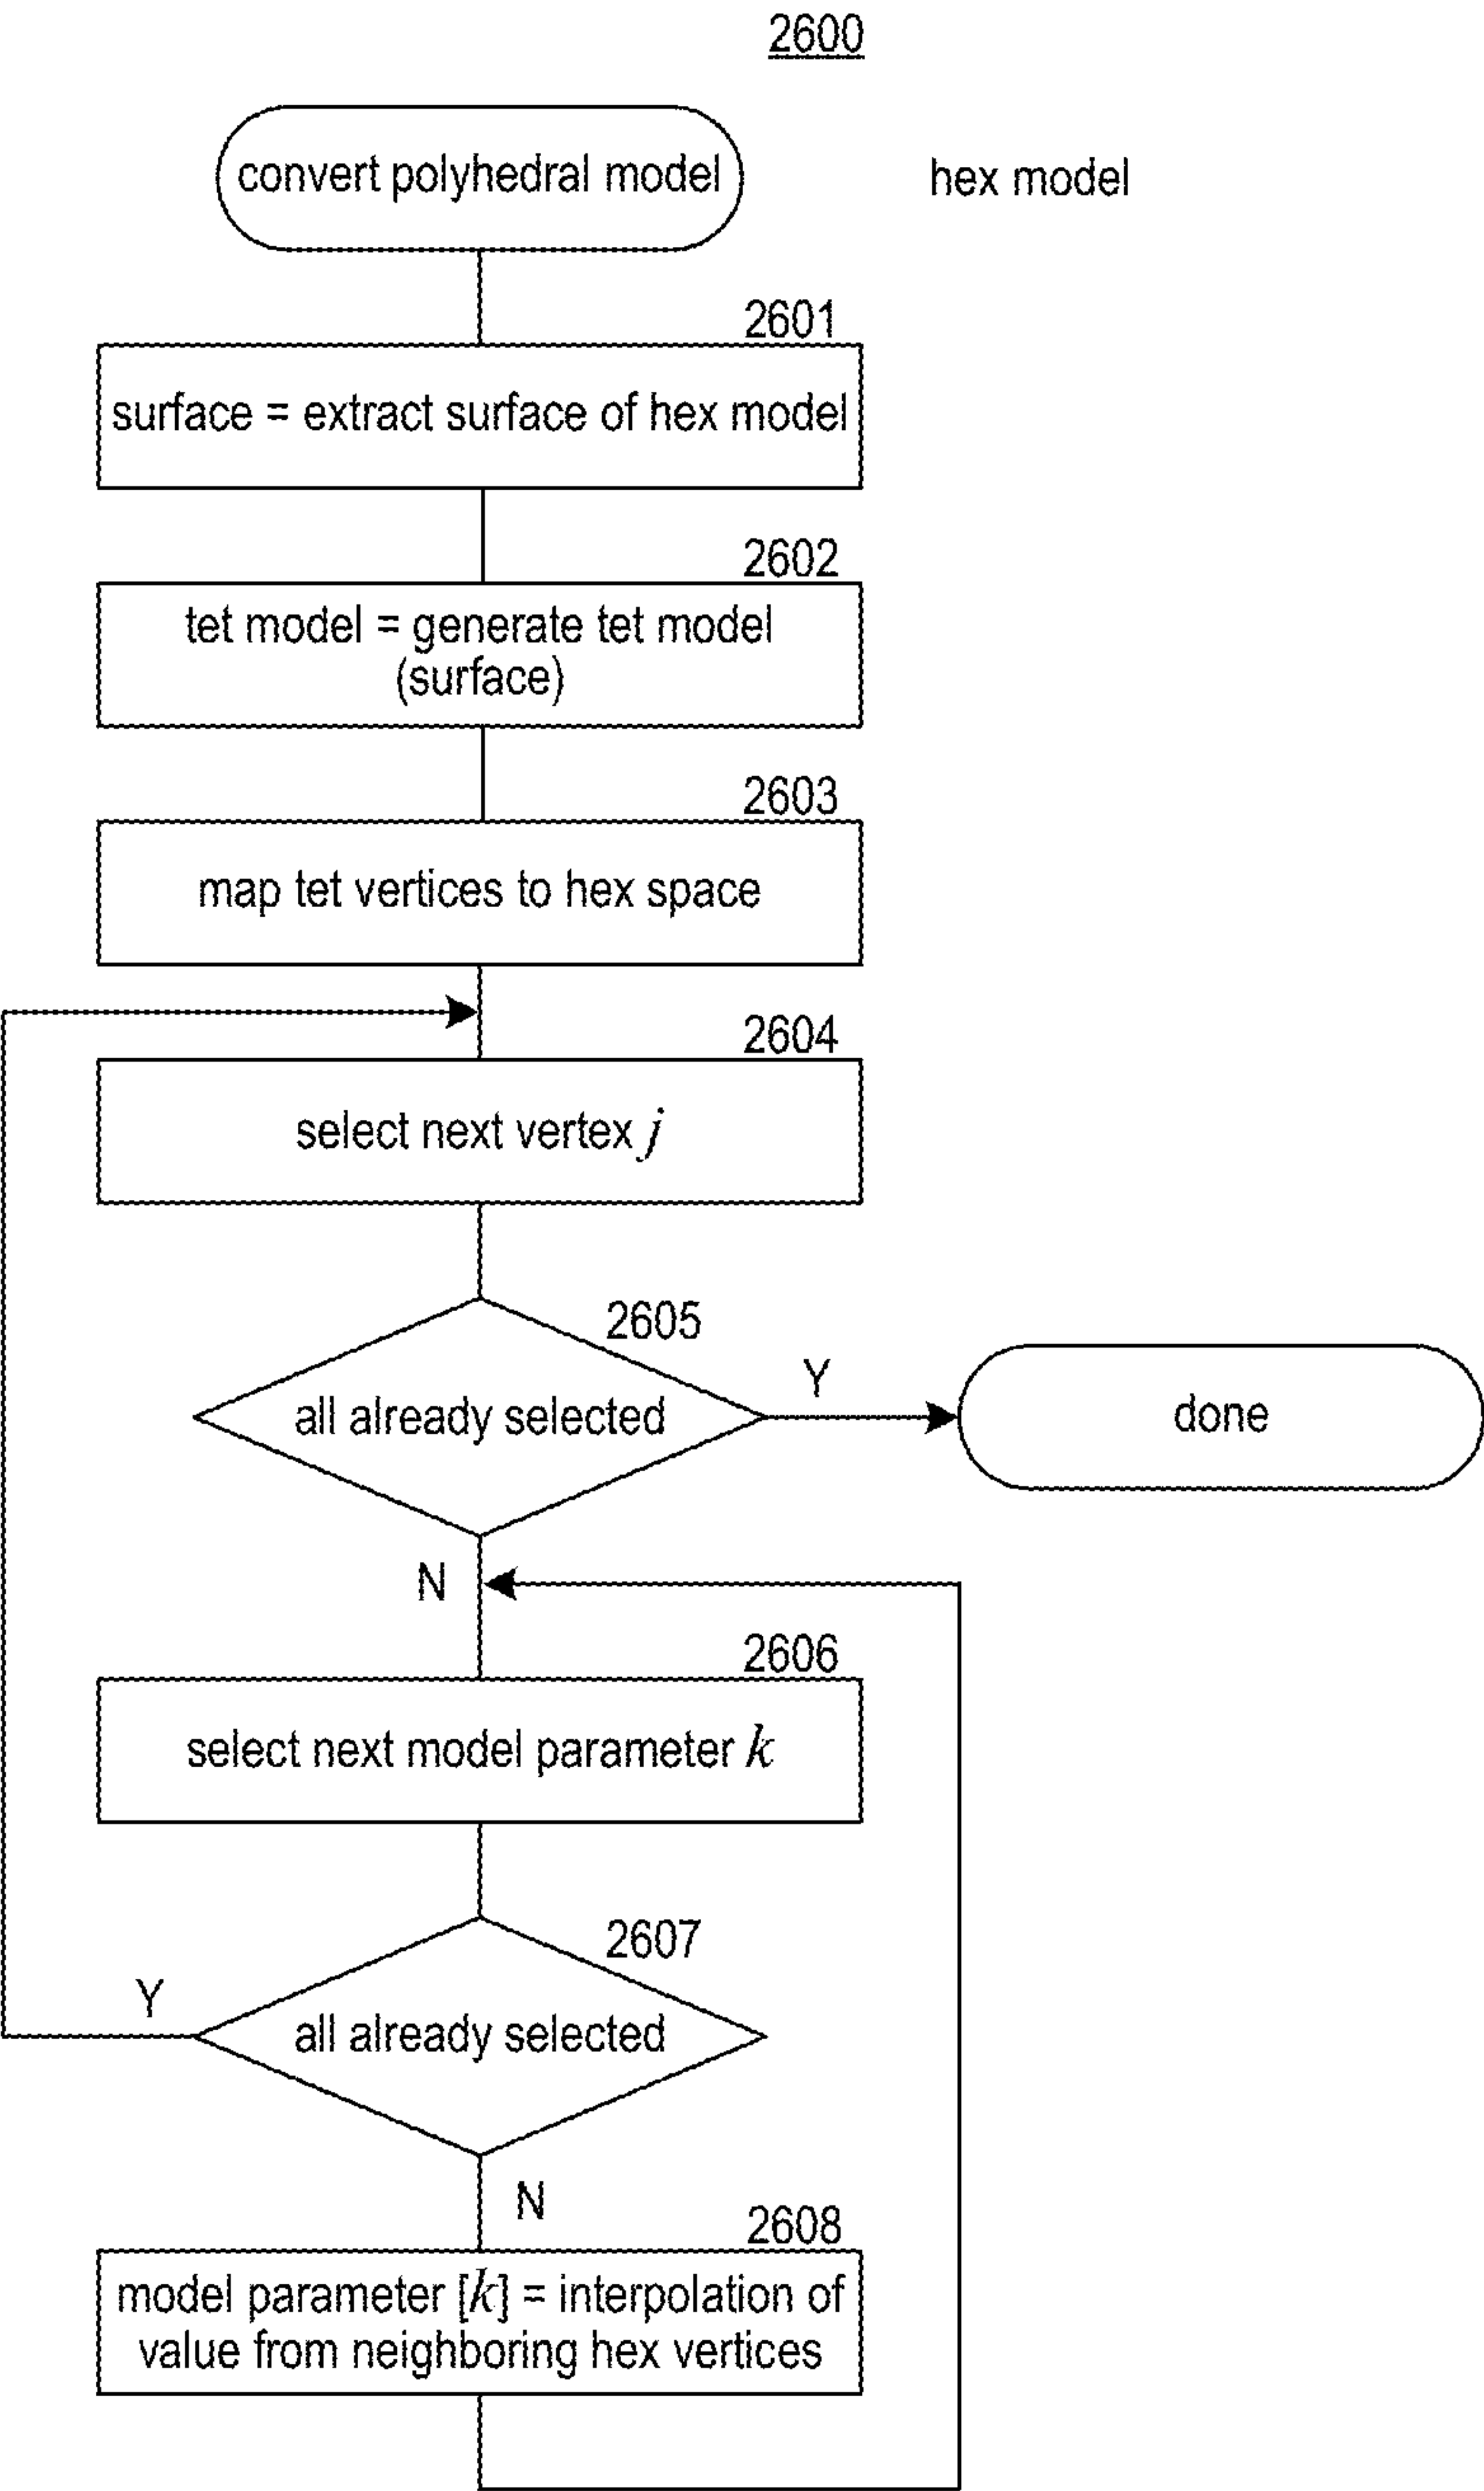 2600
convert polyhedral model
hex model
2601
surface = extract surface of hex model
2602
tet model = generate tet model
(surface)
2603
map tet vertices to hex space
2604
select next vertex j
2605
all already selected
Y
done
N
2606
select next model parameter k
2607
Y
all already selected
N
2608
model parameter [k] = interpolation of
value from neighboring hex vertices